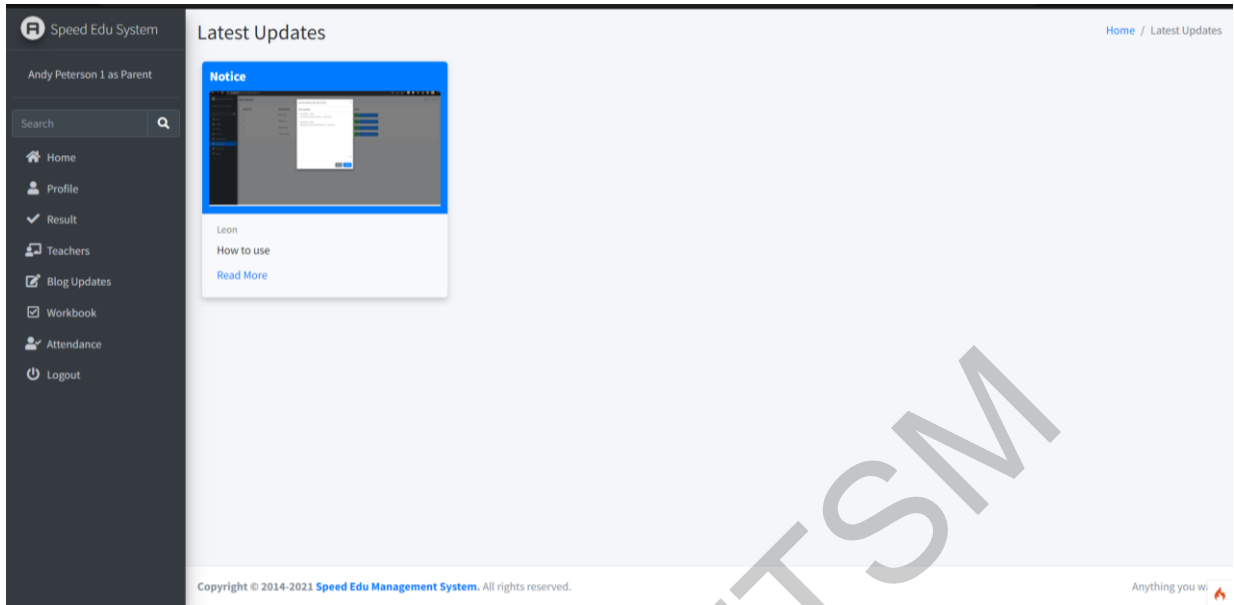 Speed Edu System
Andy Peterson 1 as Parent
Search
Home
Profile
Result
Teachers
Blog Updates
Workbook
Attendance
Logout
Latest Updates
Home / Latest Updates
Notice
Leon
How to use
Read More
Copyright © 2014-2021 Speed Edu Management System. All rights reserved.
Anything you
TSM